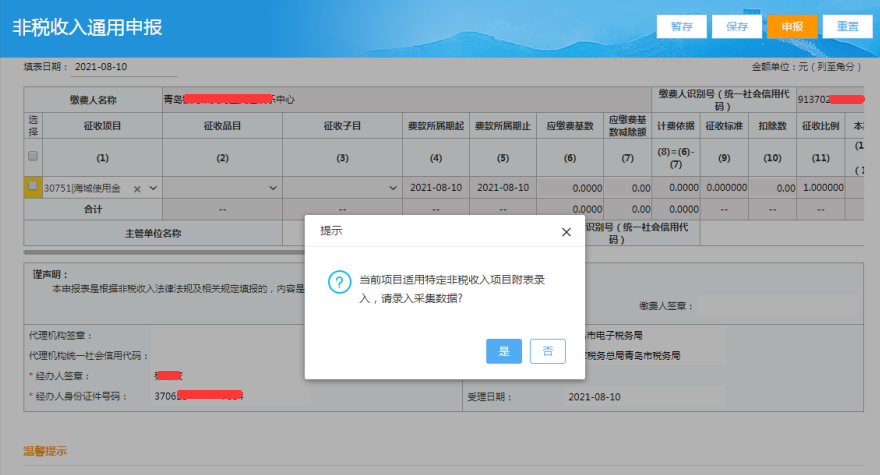 非税收入通用申报
暂存 保存 申报 重置
填表日期： 2021-08-10 金额单位：元（列至角分）
缴费人名称 青岛 乐中心 缴费人识别号（统一社会信用代码） 913702
选择 征收项目 征收品目 征收子目 费款所属期起 费款所属期止 应缴费基数 应缴费基数减除额 计费依据 征收标准 扣除数 征收比例 本
(1) (2) (3) (4) (5) (6) (7) (8)=(6)-(7) (9) (10) (11) (1
(
30751|海域使用金 × 2021-08-10 2021-08-10 0.0000 0.00 0.0000 0.000000 0.00 1.000000
合计 -- -- -- -- 0.0000 0.00 0.0000 -- -- --
主管单位名称 识别号（统一社会信用代码）
提示 ×
? 当前项目适用特定非税收入项目附表录
入，请录入采集数据?
是 否
谨声明：
本申报表是根据非税收入法律法规及相关规定填报的，内容是
缴费人签章：
代理机构签章： 市电子税务局
代理机构统一社会信用代码： 税务总局青岛市税务局
* 经办人签章：
* 经办人身份证件号码： 3706 受理日期： 2021-08-10
温馨提示